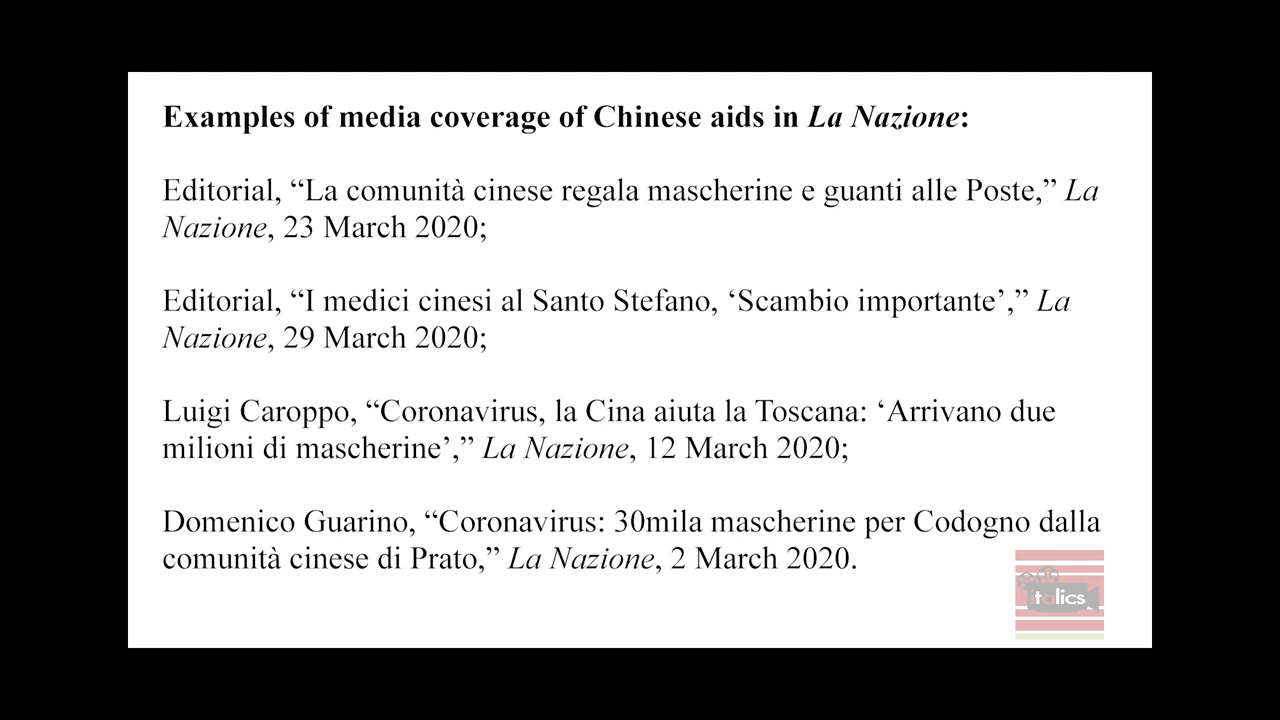 Examples of media coverage of Chinese aids in La Nazione:
Editorial, “La comunità cinese regala mascherine e guanti alle Poste,” La
Nazione, 23 March 2020;
Editorial, “I medici cinesi al Santo Stefano, ‘Scambio importante’,” La
Nazione, 29 March 2020;
Luigi Caroppo, “Coronavirus, la Cina aiuta la Toscana: ‘Arrivano due
milioni di mascherine’,” La Nazione, 12 March 2020;
Domenico Guarino, “Coronavirus: 30mila mascherine per Codogno dalla
comunità cinese di Prato,” La Nazione, 2 March 2020.
italics